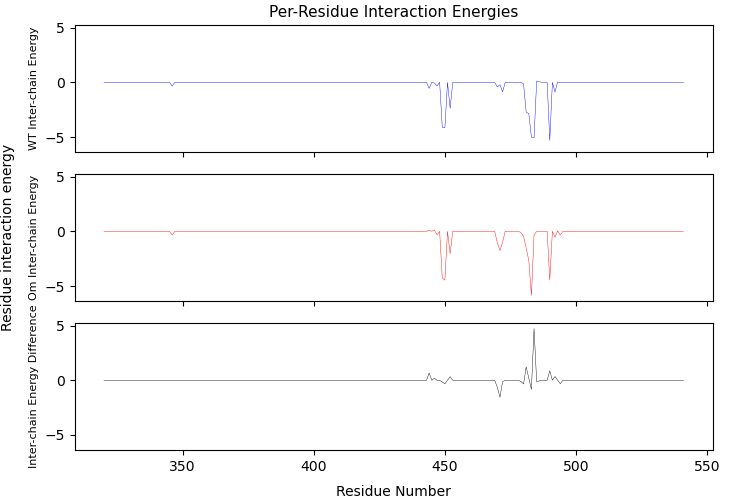 Per-Residue Interaction Energies
Residue interaction energy
WT Inter-chain Energy
5
0
−5
Om Inter-chain Energy
5
0
−5
Inter-chain Energy Difference
5
0
−5
350
400
450
500
550
Residue Number